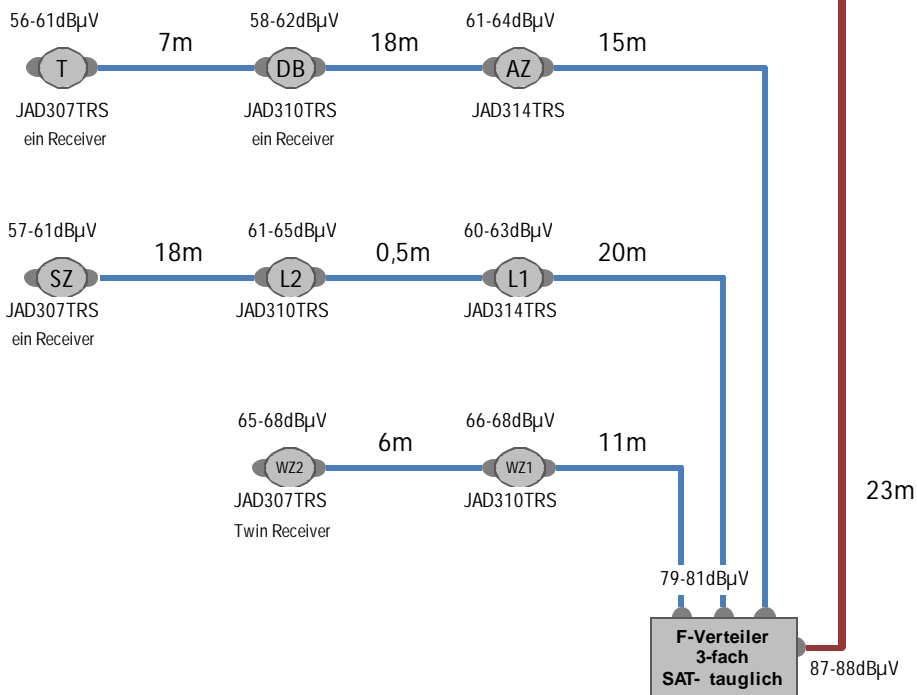 56-61dBµV
58-62dBµV
61-64dBµV
7m
18m
15m
T
DB
AZ
JAD307TRS
JAD310TRS
JAD314TRS
ein Receiver
ein Receiver
57-61dBµV
61-65dBµV
60-63dBµV
18m
0,5m
20m
SZ
L2
L1
JAD307TRS
JAD310TRS
JAD314TRS
ein Receiver
65-68dBµV
66-68dBµV
6m
11m
WZ2
WZ1
JAD307TRS
JAD310TRS
Twin Receiver
23m
79-81dBµV
F-Verteiler
3-fach
SAT- tauglich
87-88dBµV